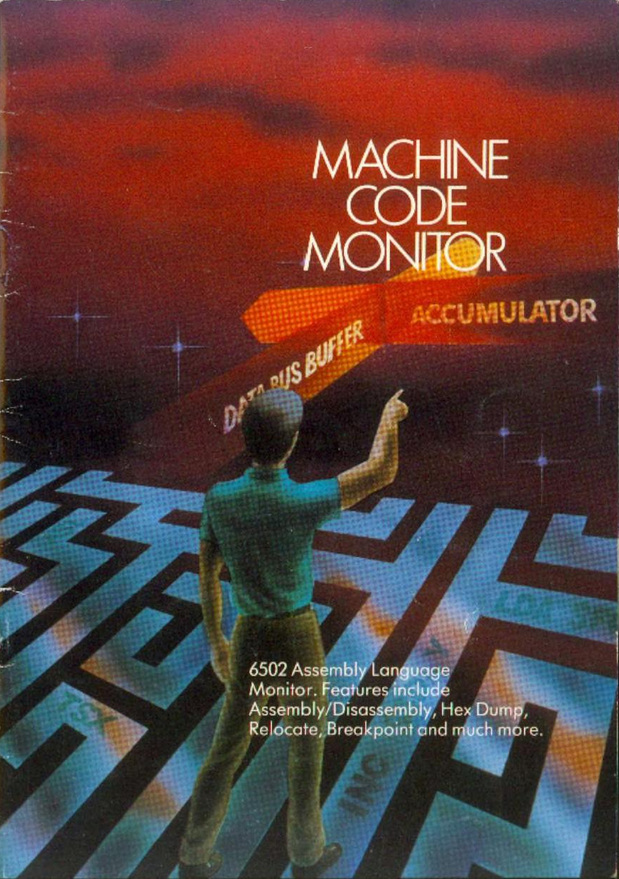 MACHINE
CODE
MONITOR
ACCUMULATOR
DATA BUS BUFFER
6502 Assembly Language
Monitor. Features include
Assembly/Disassembly, Hex Dump,
Relocate, Breakpoint and much more.
INC